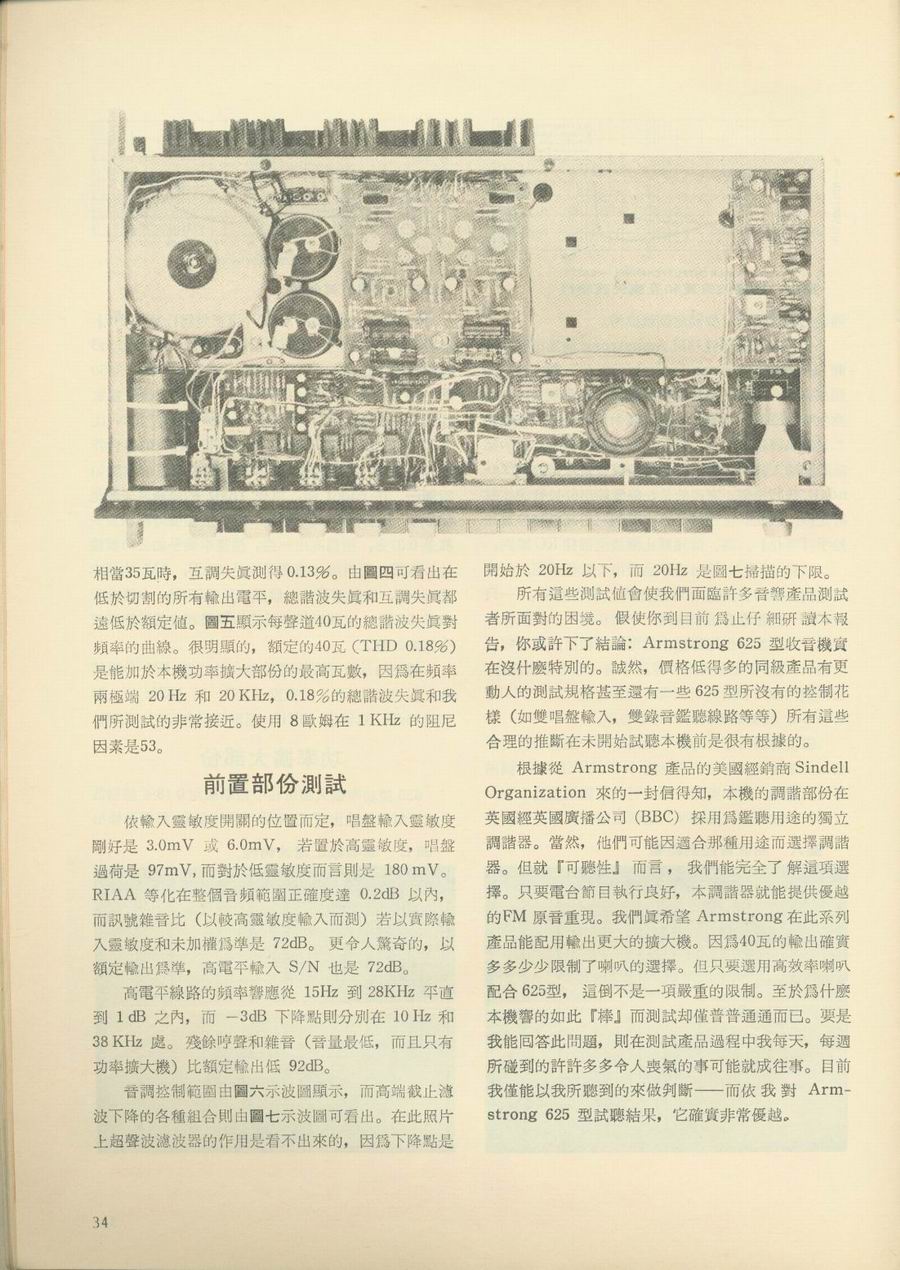 相當35瓦時，互調失眞測得0.13%。由圖四可看出在
低於切割的所有輸出電平，總諧波失眞和互調失眞都
遠低於額定值。圖五顯示每聲道40瓦的總諧波失眞對
頻率的曲線。很明顯的，額定的40瓦（THD 0.18%）
是能加於本機功率擴大部份的最高瓦數，因爲在頻率
兩極端 20 Hz 和 20 KHz，0.18%的總諧波失眞和我
們所測試的非常接近。使用 8 歐姆在 1 KHz 的阻尼
因素是53。
前置部份測試
依輸入靈敏度開關的位置而定，唱盤輸入靈敏度
剛好是 3.0mV 或 6.0mV， 若置於高靈敏度，唱盤
過荷是 97mV，而對於低靈敏度而言則是 180 mV。
RIAA 等化在整個音頻範圍正確度達 0.2dB 以內，
而訊號雜音比（以較高靈敏度輸入而測）若以實際輸
入靈敏度和未加權爲準是 72dB。 更令人驚奇的，以
額定輸出爲準，高電平輸入 S/N 也是 72dB。
高電平線路的頻率響應從 15Hz 到 28KHz 平直
到 1 dB 之內，而 －3dB 下降點則分別在 10 Hz 和
38 KHz 處。 殘餘哼聲和雜音（音量最低，而且只有
功率擴大機）比額定輸出低 92dB。
音調控制範圍由圖六示波圖顯示，而高端截止濾
波下降的各種組合則由圖七示波圖可看出。在此照片
上超聲波濾波器的作用是看不出來的，因爲下降點是
開始於 20Hz 以下，而 20Hz 是圖七掃描的下限。
所有這些測試值會使我們面臨許多音響產品測試
者所面對的困境。 假使你到目前 爲止仔 細研 讀本報
告，你或許下了結論： Armstrong 625 型收音機實
在沒什麼特別的。誠然，價格低得多的同級產品有更
動人的測試規格甚至還有一些 625 型所沒有的控制花
樣（如雙唱盤輸入，雙錄音鑑聽線路等等）所有這些
合理的推斷在未開始試聽本機前是很有根據的。
根據從 Armstrong 產品的美國經銷商 Sindell
Organization 來的一封信得知，本機的調諧部份在
英國經英國廣播公司（BBC）採用爲鑑聽用途的獨立
調諧器。當然，他們可能因適合那種用途而選擇調諧
器。但就『可聽性』 而言 ， 我們能完全了 解這項選
擇。只要電台節目執行良好，本調諧器就能提供優越
的FM 原音重現。我們眞希望 Armstrong 在此系列
產品能配用輸出更大的擴大機。因爲40瓦的輸出確實
多多少少限制了喇叭的選擇。但只要選用高效率喇叭
配合 625型， 這倒不是一項嚴重的限制。至於爲什麼
本機響的如此『棒』而測試却僅普普通通而已。要是
我能回答此問題，則在測試產品過程中我每天，每週
所碰到的許許多多令人喪氣的事可能就成往事。目前
我僅能以我所聽到的來做判斷——而依 我 對 Arm-
strong 625 型試聽結果，它確實非常優越。
34